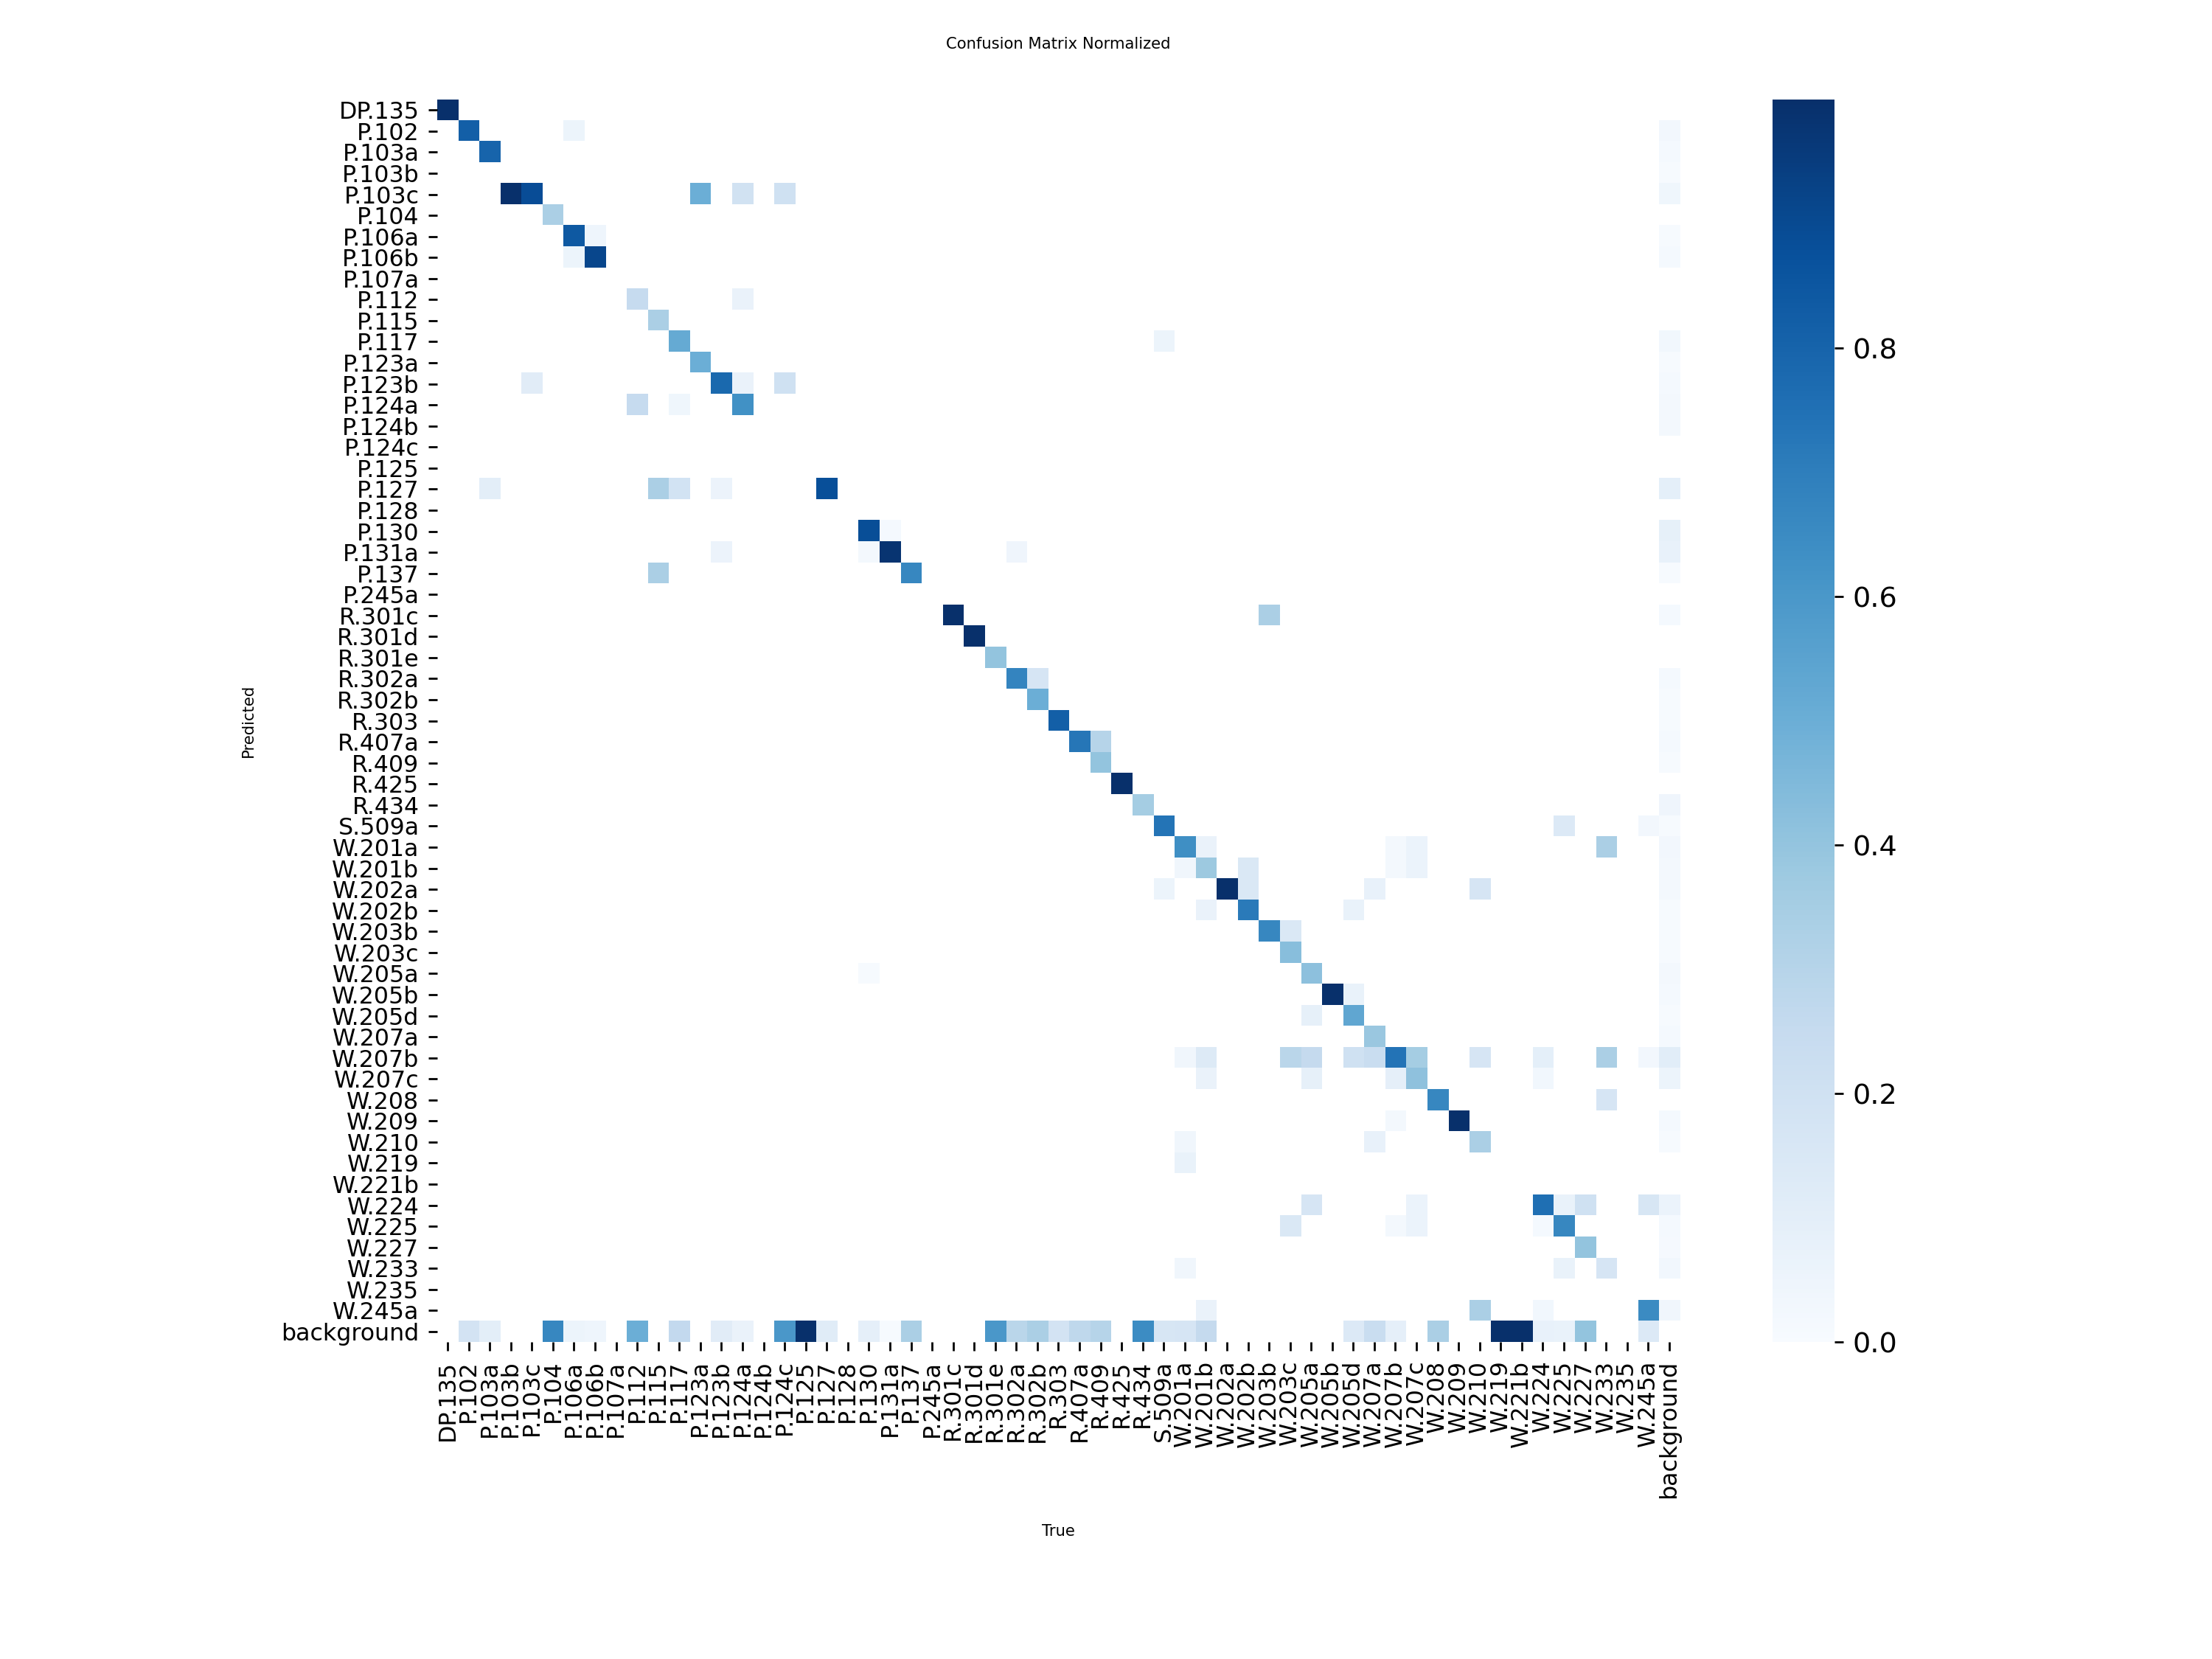 Confusion Matrix Normalized
DP.135
P.102
P.103a
P.103b
P.103c
P.104
P.106a
P.106b
P.107a
P.112
P.115
P.117
P.123a
P.123b
P.124a
P.124b
P.124c
P.125
P.127
P.128
P.130
P.131a
P.137
P.245a
R.301c
R.301d
R.301e
R.302a
R.302b
R.303
R.407a
R.409
R.425
R.434
S.509a
W.201a
W.201b
W.202a
W.202b
W.203b
W.203c
W.205a
W.205b
W.205d
W.207a
W.207b
W.207c
W.208
W.209
W.210
W.219
W.221b
W.224
W.225
W.227
W.233
W.235
W.245a
background
Predicted
DP.135
P.102
P.103a
P.103b
P.103c
P.104
P.106a
P.106b
P.107a
P.112
P.115
P.117
P.123a
P.123b
P.124a
P.124b
P.124c
P.125
P.127
P.128
P.130
P.131a
P.137
P.245a
R.301c
R.301d
R.301e
R.302a
R.302b
R.303
R.407a
R.409
R.425
R.434
S.509a
W.201a
W.201b
W.202a
W.202b
W.203b
W.203c
W.205a
W.205b
W.205d
W.207a
W.207b
W.207c
W.208
W.209
W.210
W.219
W.221b
W.224
W.225
W.227
W.233
W.235
W.245a
background
True
0.8
0.6
0.4
0.2
0.0